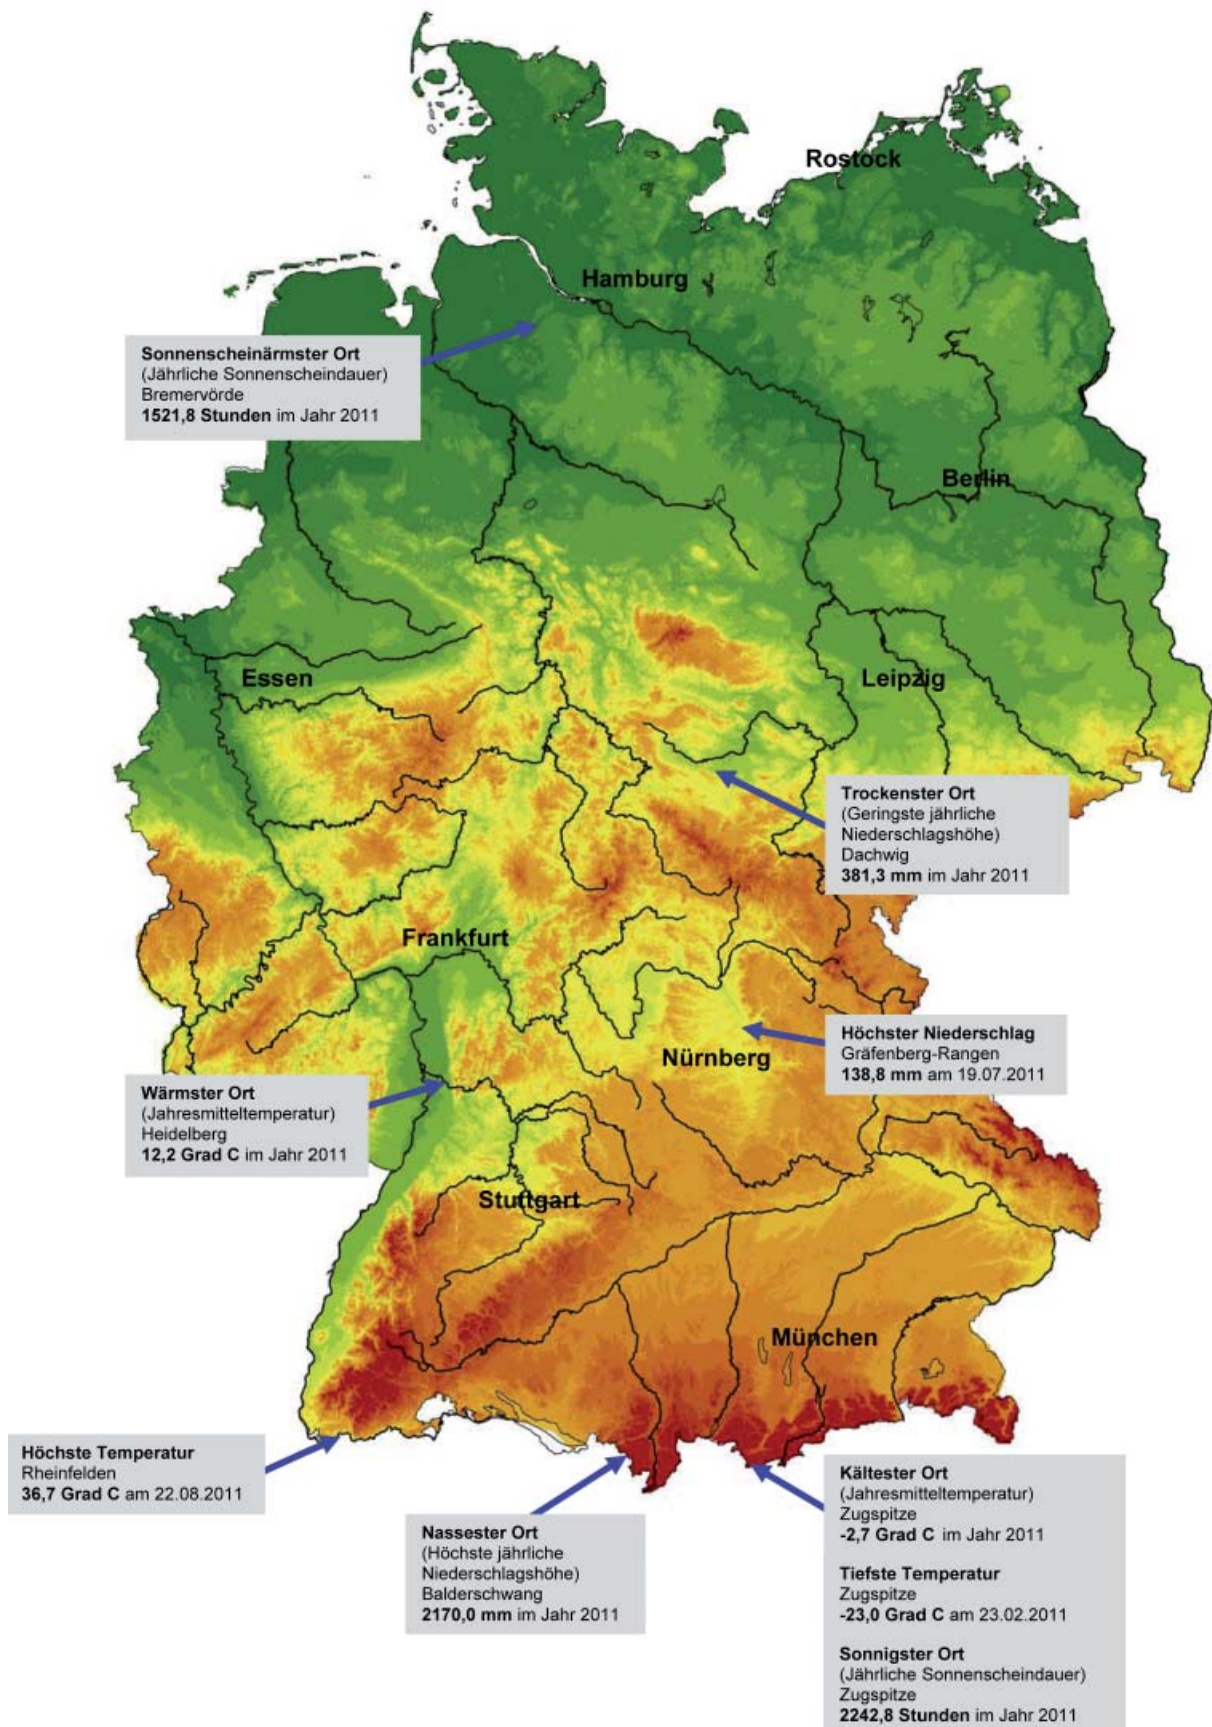 Rostock
Hamburg
Sonnenscheinärmster Ort
(Jährliche Sonnenscheindauer)
Bremervörde
1521,8 Stunden im Jahr 2011
Berlin
Essen
Leipzig
Trockenster Ort
(Geringste jährliche
Niederschlagshöhe)
Dachwig
381,3 mm im Jahr 2011
Frankfurt
Höchster Niederschlag
Gräfenberg-Rangen
138,8 mm am 19.07.2011
Nürnberg
Wärmster Ort
(Jahresmitteltemperatur)
Heidelberg
12,2 Grad C im Jahr 2011
Stuttgart
München
Höchste Temperatur
Rheinfelden
36,7 Grad C am 22.08.2011
Nassester Ort
(Höchste jährliche
Niederschlagshöhe)
Balderschwang
2170,0 mm im Jahr 2011
Kältester Ort
(Jahresmitteltemperatur)
Zugspitze
-2,7 Grad C im Jahr 2011
Tiefste Temperatur
Zugspitze
-23,0 Grad C am 23.02.2011
Sonnigster Ort
(Jährliche Sonnenscheindauer)
Zugspitze
2242,8 Stunden im Jahr 2011